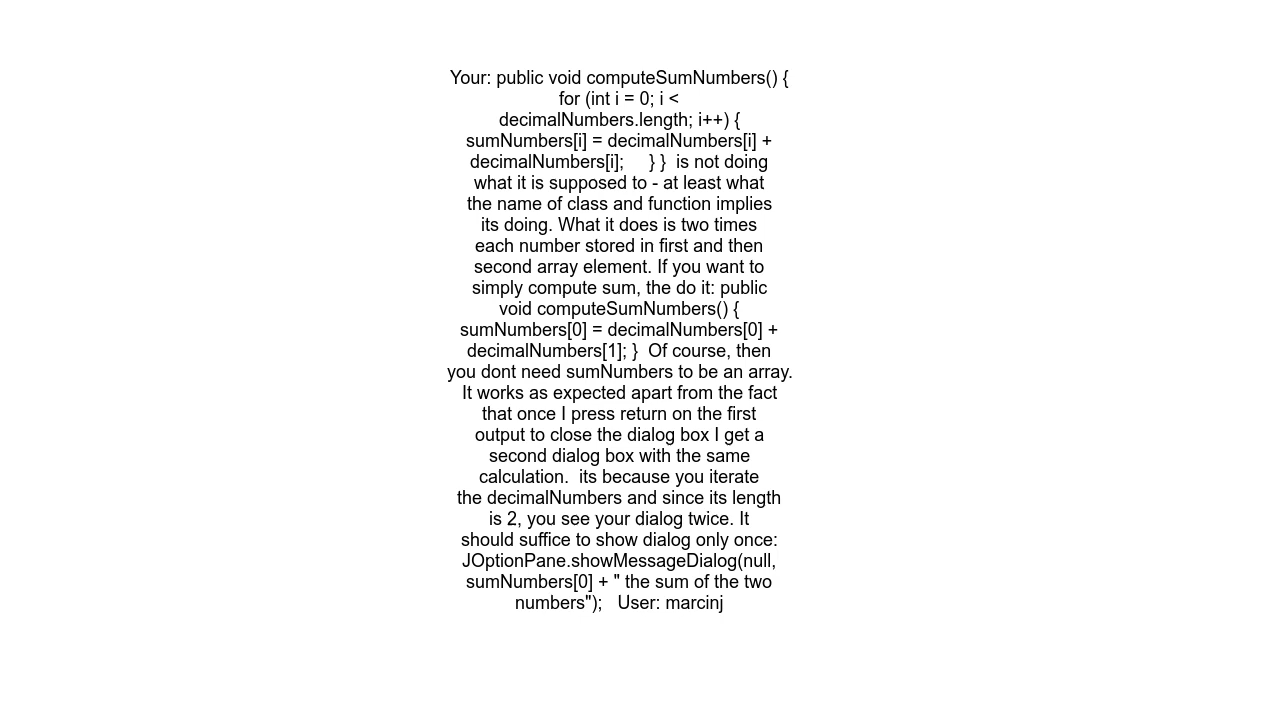 Your: public void computeSumNumbers() {
for (int i = 0; i <
decimalNumbers.length; i++) {
sumNumbers[i] = decimalNumbers[i] +
decimalNumbers[i];     } }  is not doing
what it is supposed to - at least what
the name of class and function implies
its doing. What it does is two times
each number stored in first and then
second array element. If you want to
simply compute sum, the do it: public
void computeSumNumbers() {
sumNumbers[0] = decimalNumbers[0] +
decimalNumbers[1]; }  Of course, then
you dont need sumNumbers to be an array.
It works as expected apart from the fact
that once I press return on the first
output to close the dialog box I get a
second dialog box with the same
calculation.  its because you iterate
the decimalNumbers and since its length
is 2, you see your dialog twice. It
should suffice to show dialog only once:
JOptionPane.showMessageDialog(null,
sumNumbers[0] + " the sum of the two
numbers");   User: marcinj